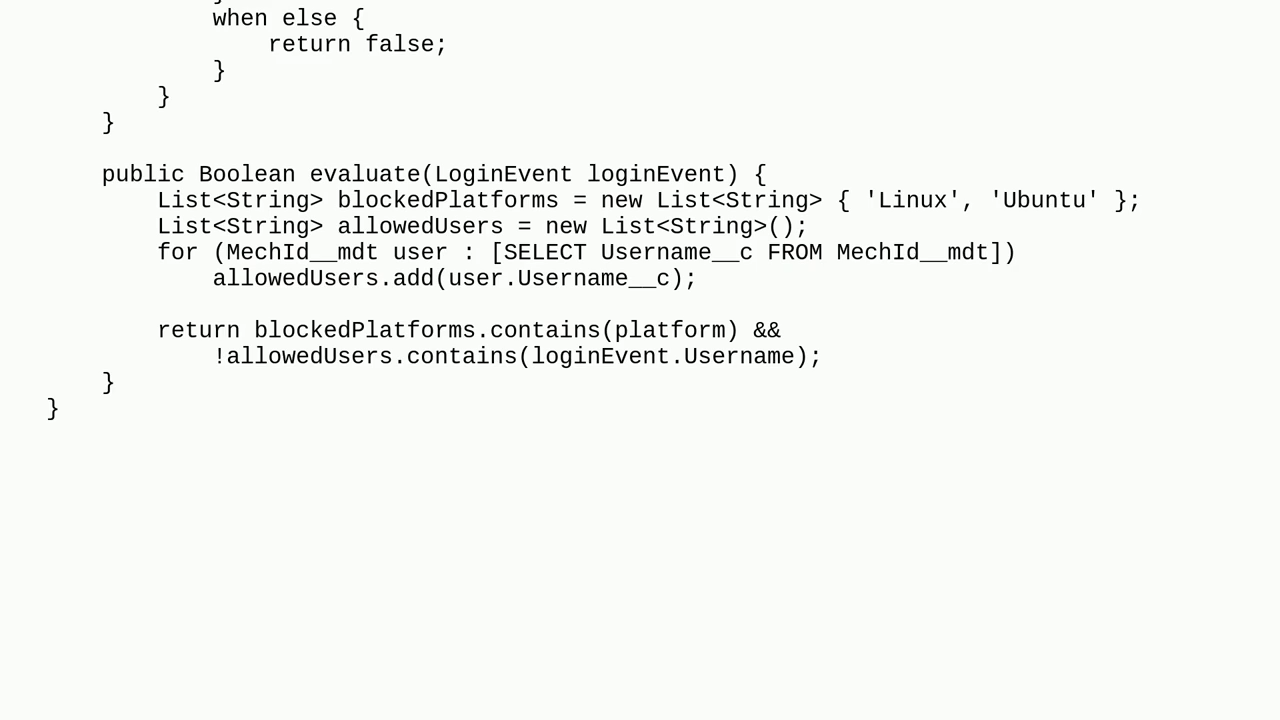 when else {
return false;
}
}
}
public Boolean evaluate(LoginEvent loginEvent) {
List<String> blockedPlatforms = new List<String> { 'Linux', 'Ubuntu' };
List<String> allowedUsers = new List<String>();
for (MechId__mdt user : [SELECT Username__c FROM MechId__mdt])
allowedUsers.add(user.Username__c);
return blockedPlatforms.contains(platform) &&
!allowedUsers.contains(loginEvent.Username);
}
}